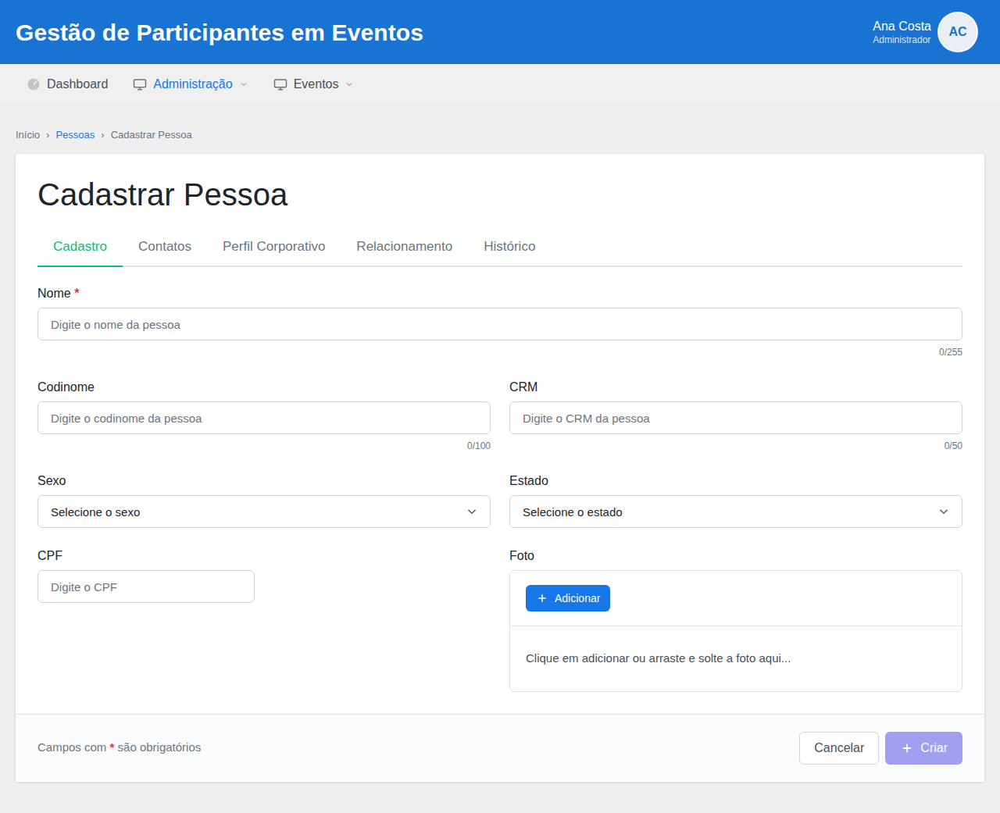 Gestão de Participantes em Eventos
Ana Costa
Administrador
AC
Dashboard
Administração
Eventos
Início › Pessoas › Cadastrar Pessoa
Cadastrar Pessoa
Cadastro
Contatos
Perfil Corporativo
Relacionamento
Histórico
Nome *
Digite o nome da pessoa
0/255
Codinome
CRM
Digite o codinome da pessoa
Digite o CRM da pessoa
0/100
0/50
Sexo
Estado
Selecione o sexo
Selecione o estado
CPF
Foto
Digite o CPF
Adicionar
Clique em adicionar ou arraste e solte a foto aqui...
Campos com * são obrigatórios
Cancelar
Criar